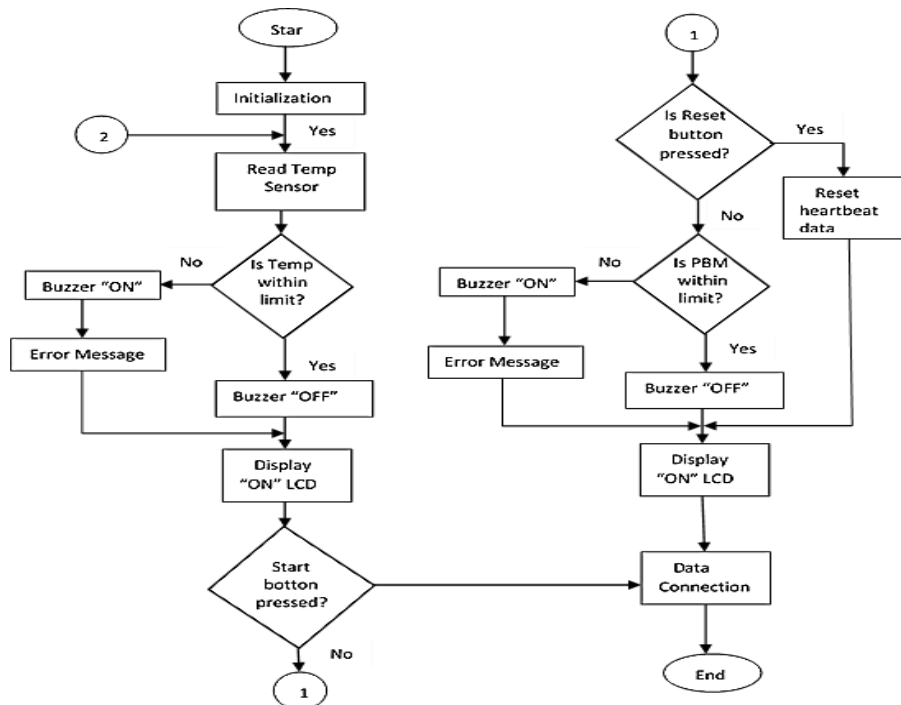 Star
Initialization
2
Yes
Read Temp
Sensor
No
Is Temp
within
limit?
Buzzer “ON”
Error Message
Yes
Buzzer “OFF”
Display
“ON” LCD
Start
botton
pressed?
No
1
1
Is Reset
button
pressed?
Yes
Reset
heartbeat
data
No
Is PBM
within
limit?
No
Buzzer “ON”
Error Message
Yes
Buzzer “OFF”
Display
“ON” LCD
Data
Connection
End